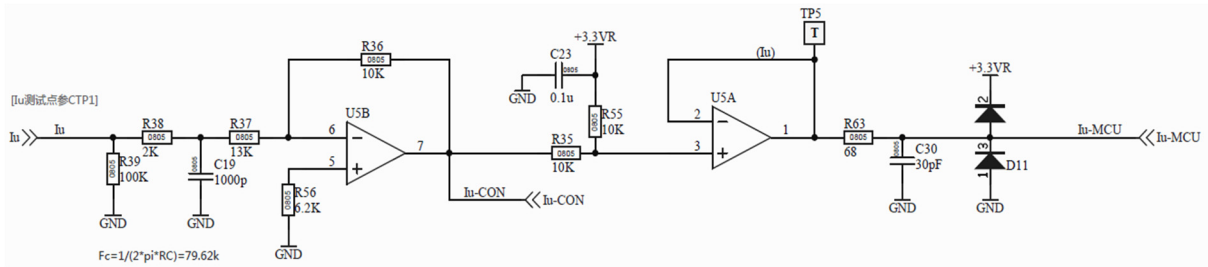 TP5
T
+3.3VR
R36
0805
10K
C23
0805
0.1u
GND
(Iu)
+3.3VR
2
[Iu测试点参CTP1]
Iu
Iu
R38
0805
2K
R37
0805
13K
U5B
6
5
7
R55
0805
10K
R35
0805
10K
U5A
2
3
1
R63
0805
68
Iu-MCU
Iu-MCU
R39
0805
100K
C19
0805
1000p
R56
0805
6.2K
Iu-CON
Iu-CON
C30
0805
30pF
3
1
D11
GND
GND
GND
GND
GND
Fc=1/(2*pi*RC)=79.62k